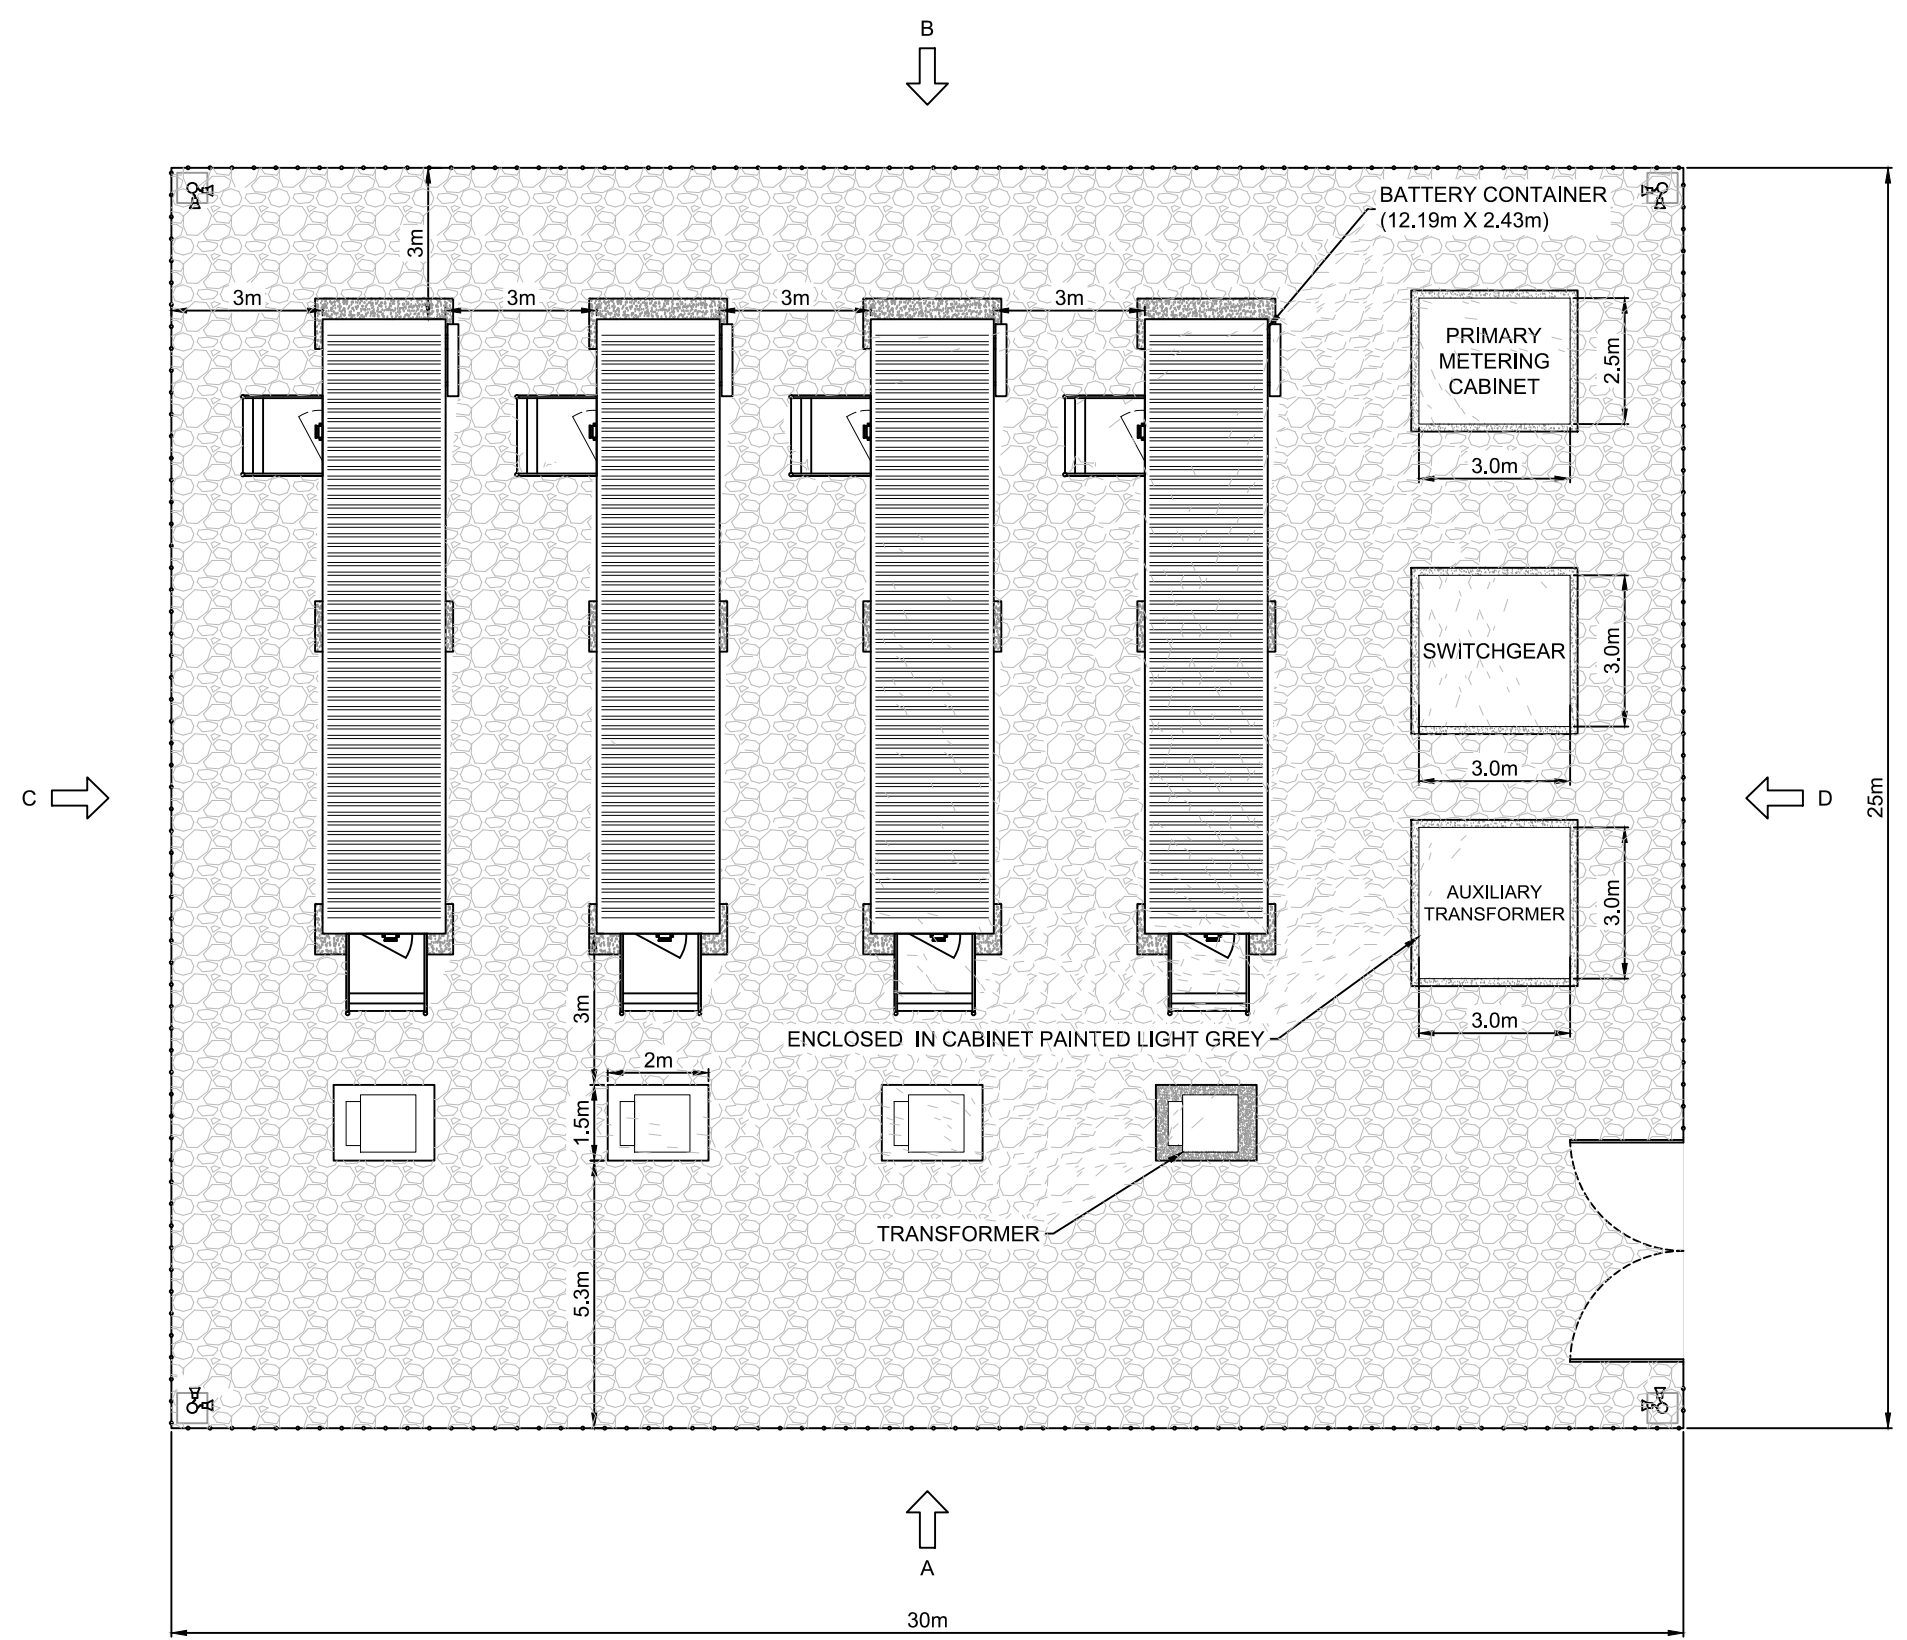 B
BATTERY CONTAINER
(12.19m X 2.43m)
3m
3m
3m
3m
3m
PRIMARY
METERING
CABINET
2.5m
3.0m
SWITCHGEAR
3.0m
3.0m
C
D
25m
AUXILIARY
TRANSFORMER
3.0m
3.0m
3m
ENCLOSED IN CABINET PAINTED LIGHT GREY
2m
1.5m
TRANSFORMER
5.3m
A
30m